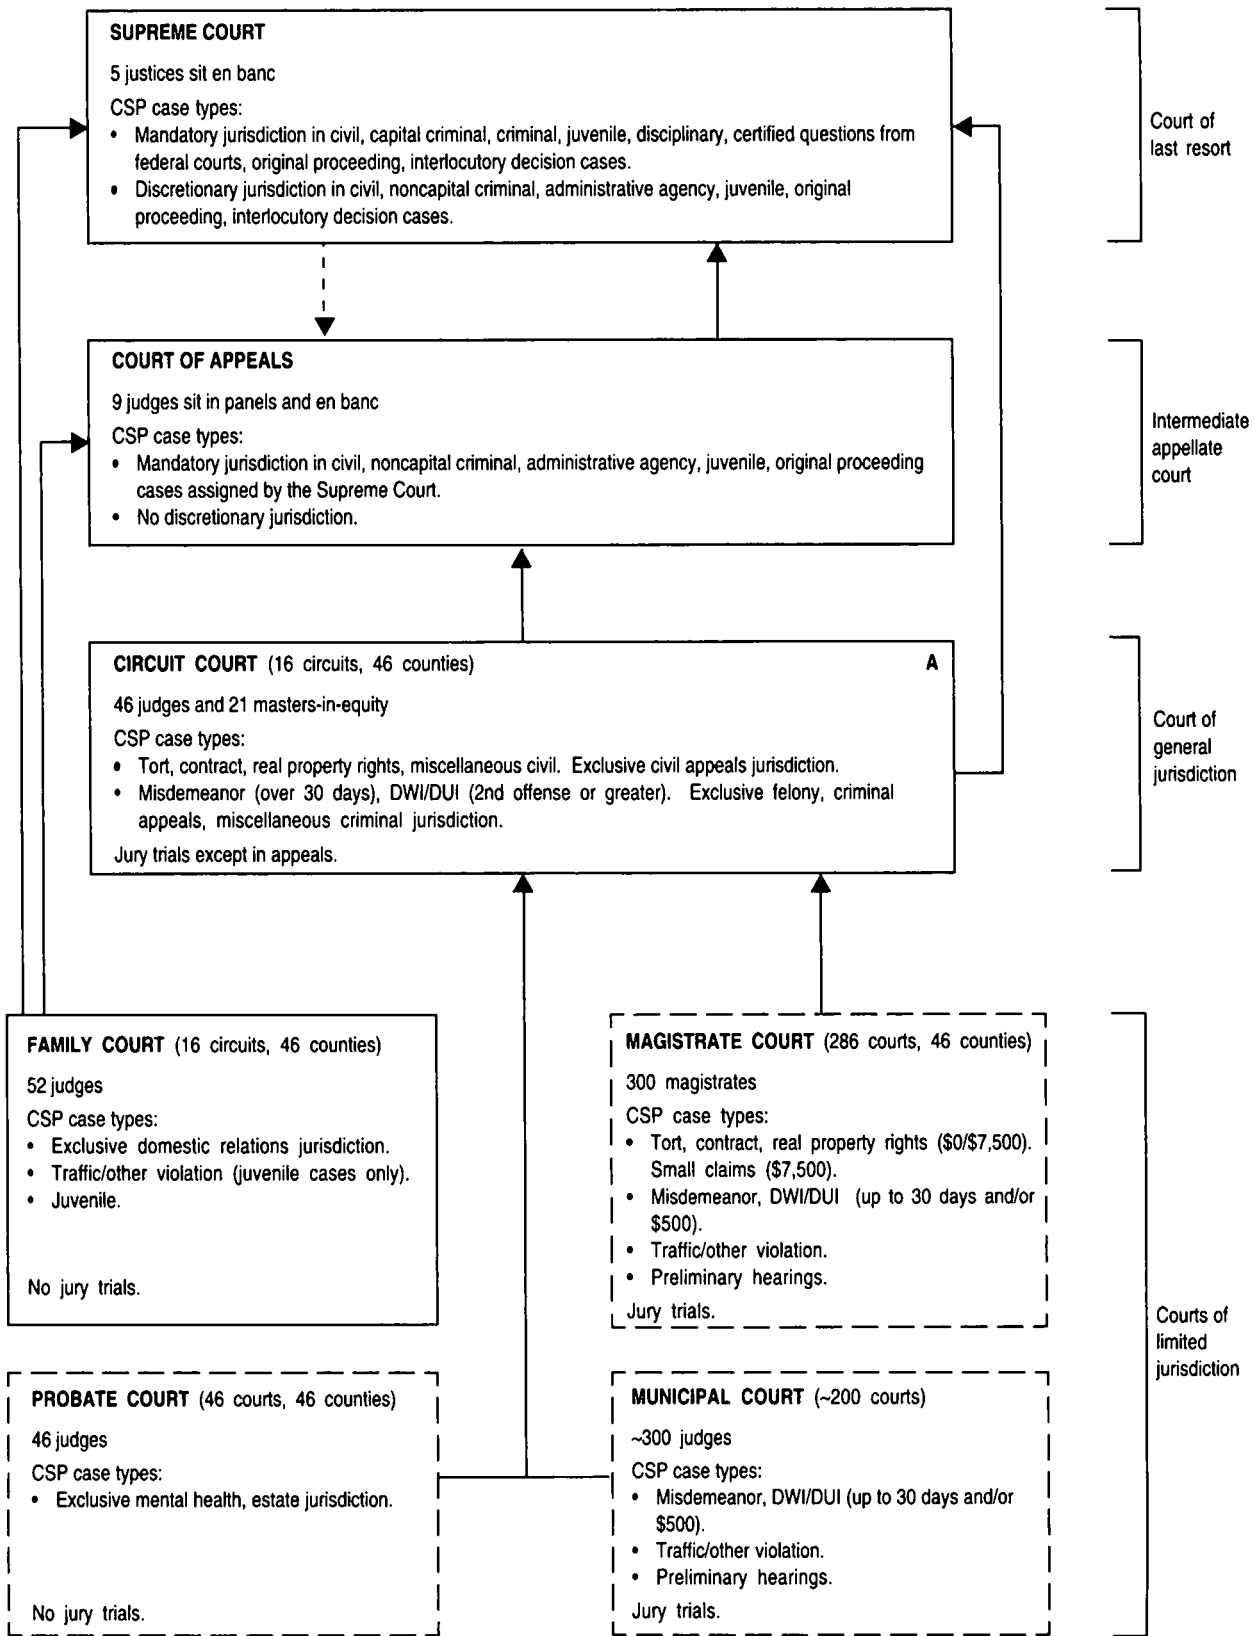 SUPREME COURT
5 justices sit en banc
CSP case types:
• Mandatory jurisdiction in civil, capital criminal, criminal, juvenile, disciplinary, certified questions from
federal courts, original proceeding, interlocutory decision cases.
• Discretionary jurisdiction in civil, noncapital criminal, administrative agency, juvenile, original
proceeding, interlocutory decision cases.
Court of
last resort
COURT OF APPEALS
9 judges sit in panels and en banc
CSP case types:
• Mandatory jurisdiction in civil, noncapital criminal, administrative agency, juvenile, original proceeding
cases assigned by the Supreme Court.
• No discretionary jurisdiction.
Intermediate
appellate
court
CIRCUIT COURT (16 circuits, 46 counties) A
46 judges and 21 masters-in-equity
CSP case types:
• Tort, contract, real property rights, miscellaneous civil. Exclusive civil appeals jurisdiction.
• Misdemeanor (over 30 days), DWI/DUI (2nd offense or greater). Exclusive felony, criminal
appeals, miscellaneous criminal jurisdiction.
Jury trials except in appeals.
Court of
general
jurisdiction
FAMILY COURT (16 circuits, 46 counties)
52 judges
CSP case types:
• Exclusive domestic relations jurisdiction.
• Traffic/other violation (juvenile cases only).
• Juvenile.
No jury trials.
MAGISTRATE COURT (286 courts, 46 counties)
300 magistrates
CSP case types:
• Tort, contract, real property rights ($0/$7,500).
Small claims ($7,500).
• Misdemeanor, DWI/DUI (up to 30 days and/or
$500).
• Traffic/other violation.
• Preliminary hearings.
Jury trials.
PROBATE COURT (46 courts, 46 counties)
46 judges
CSP case types:
• Exclusive mental health, estate jurisdiction.
No jury trials.
MUNICIPAL COURT (~200 courts)
~300 judges
CSP case types:
• Misdemeanor, DWI/DUI (up to 30 days and/or
$500).
• Traffic/other violation.
• Preliminary hearings.
Jury trials.
Courts of
limited
jurisdiction